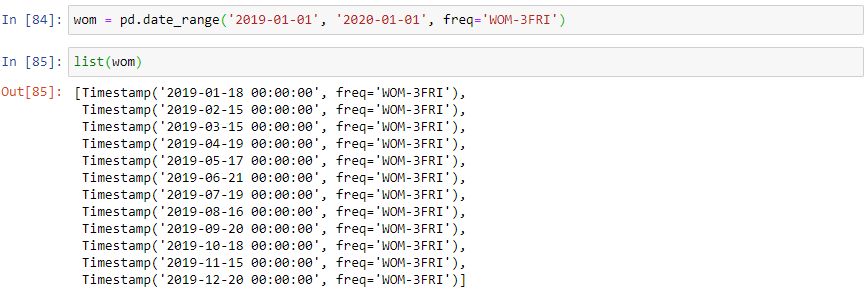 In [84]: wom = pd.date_range('2019-01-01', '2020-01-01', freq='WOM-3FRI')
In [85]: list(wom)
Out[85]: [Timestamp('2019-01-18 00:00:00', freq='WOM-3FRI'),
Timestamp('2019-02-15 00:00:00', freq='WOM-3FRI'),
Timestamp('2019-03-15 00:00:00', freq='WOM-3FRI'),
Timestamp('2019-04-19 00:00:00', freq='WOM-3FRI'),
Timestamp('2019-05-17 00:00:00', freq='WOM-3FRI'),
Timestamp('2019-06-21 00:00:00', freq='WOM-3FRI'),
Timestamp('2019-07-19 00:00:00', freq='WOM-3FRI'),
Timestamp('2019-08-16 00:00:00', freq='WOM-3FRI'),
Timestamp('2019-09-20 00:00:00', freq='WOM-3FRI'),
Timestamp('2019-10-18 00:00:00', freq='WOM-3FRI'),
Timestamp('2019-11-15 00:00:00', freq='WOM-3FRI'),
Timestamp('2019-12-20 00:00:00', freq='WOM-3FRI')]